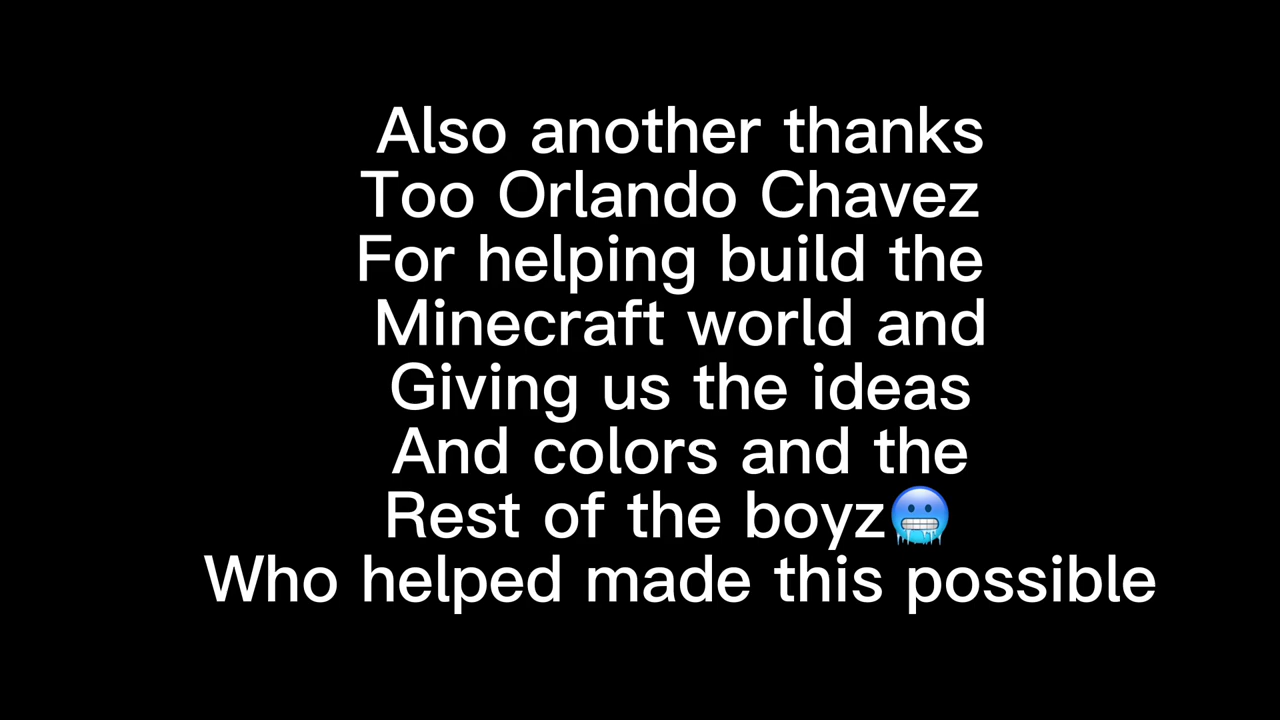 Also another thanks
Too Orlando Chavez
For helping build the
Minecraft world and
Giving us the ideas
And colors and the
Rest of the boyz🥶
Who helped made this possible